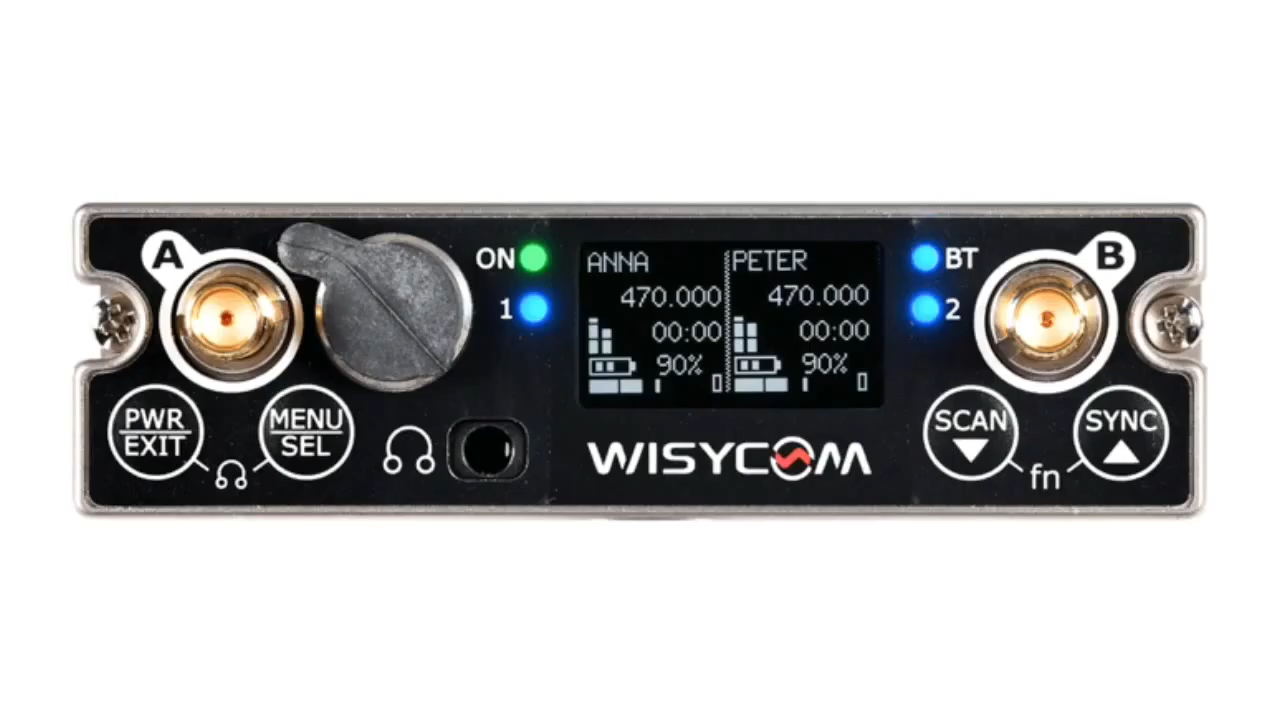 A
ON
1
ANNA
470.000
00:00
90%
PETER
470.000
00:00
90%
BT
2
B
PWR
EXIT
MENU
SEL
WISYCOM
SCAN
SYNC
fn